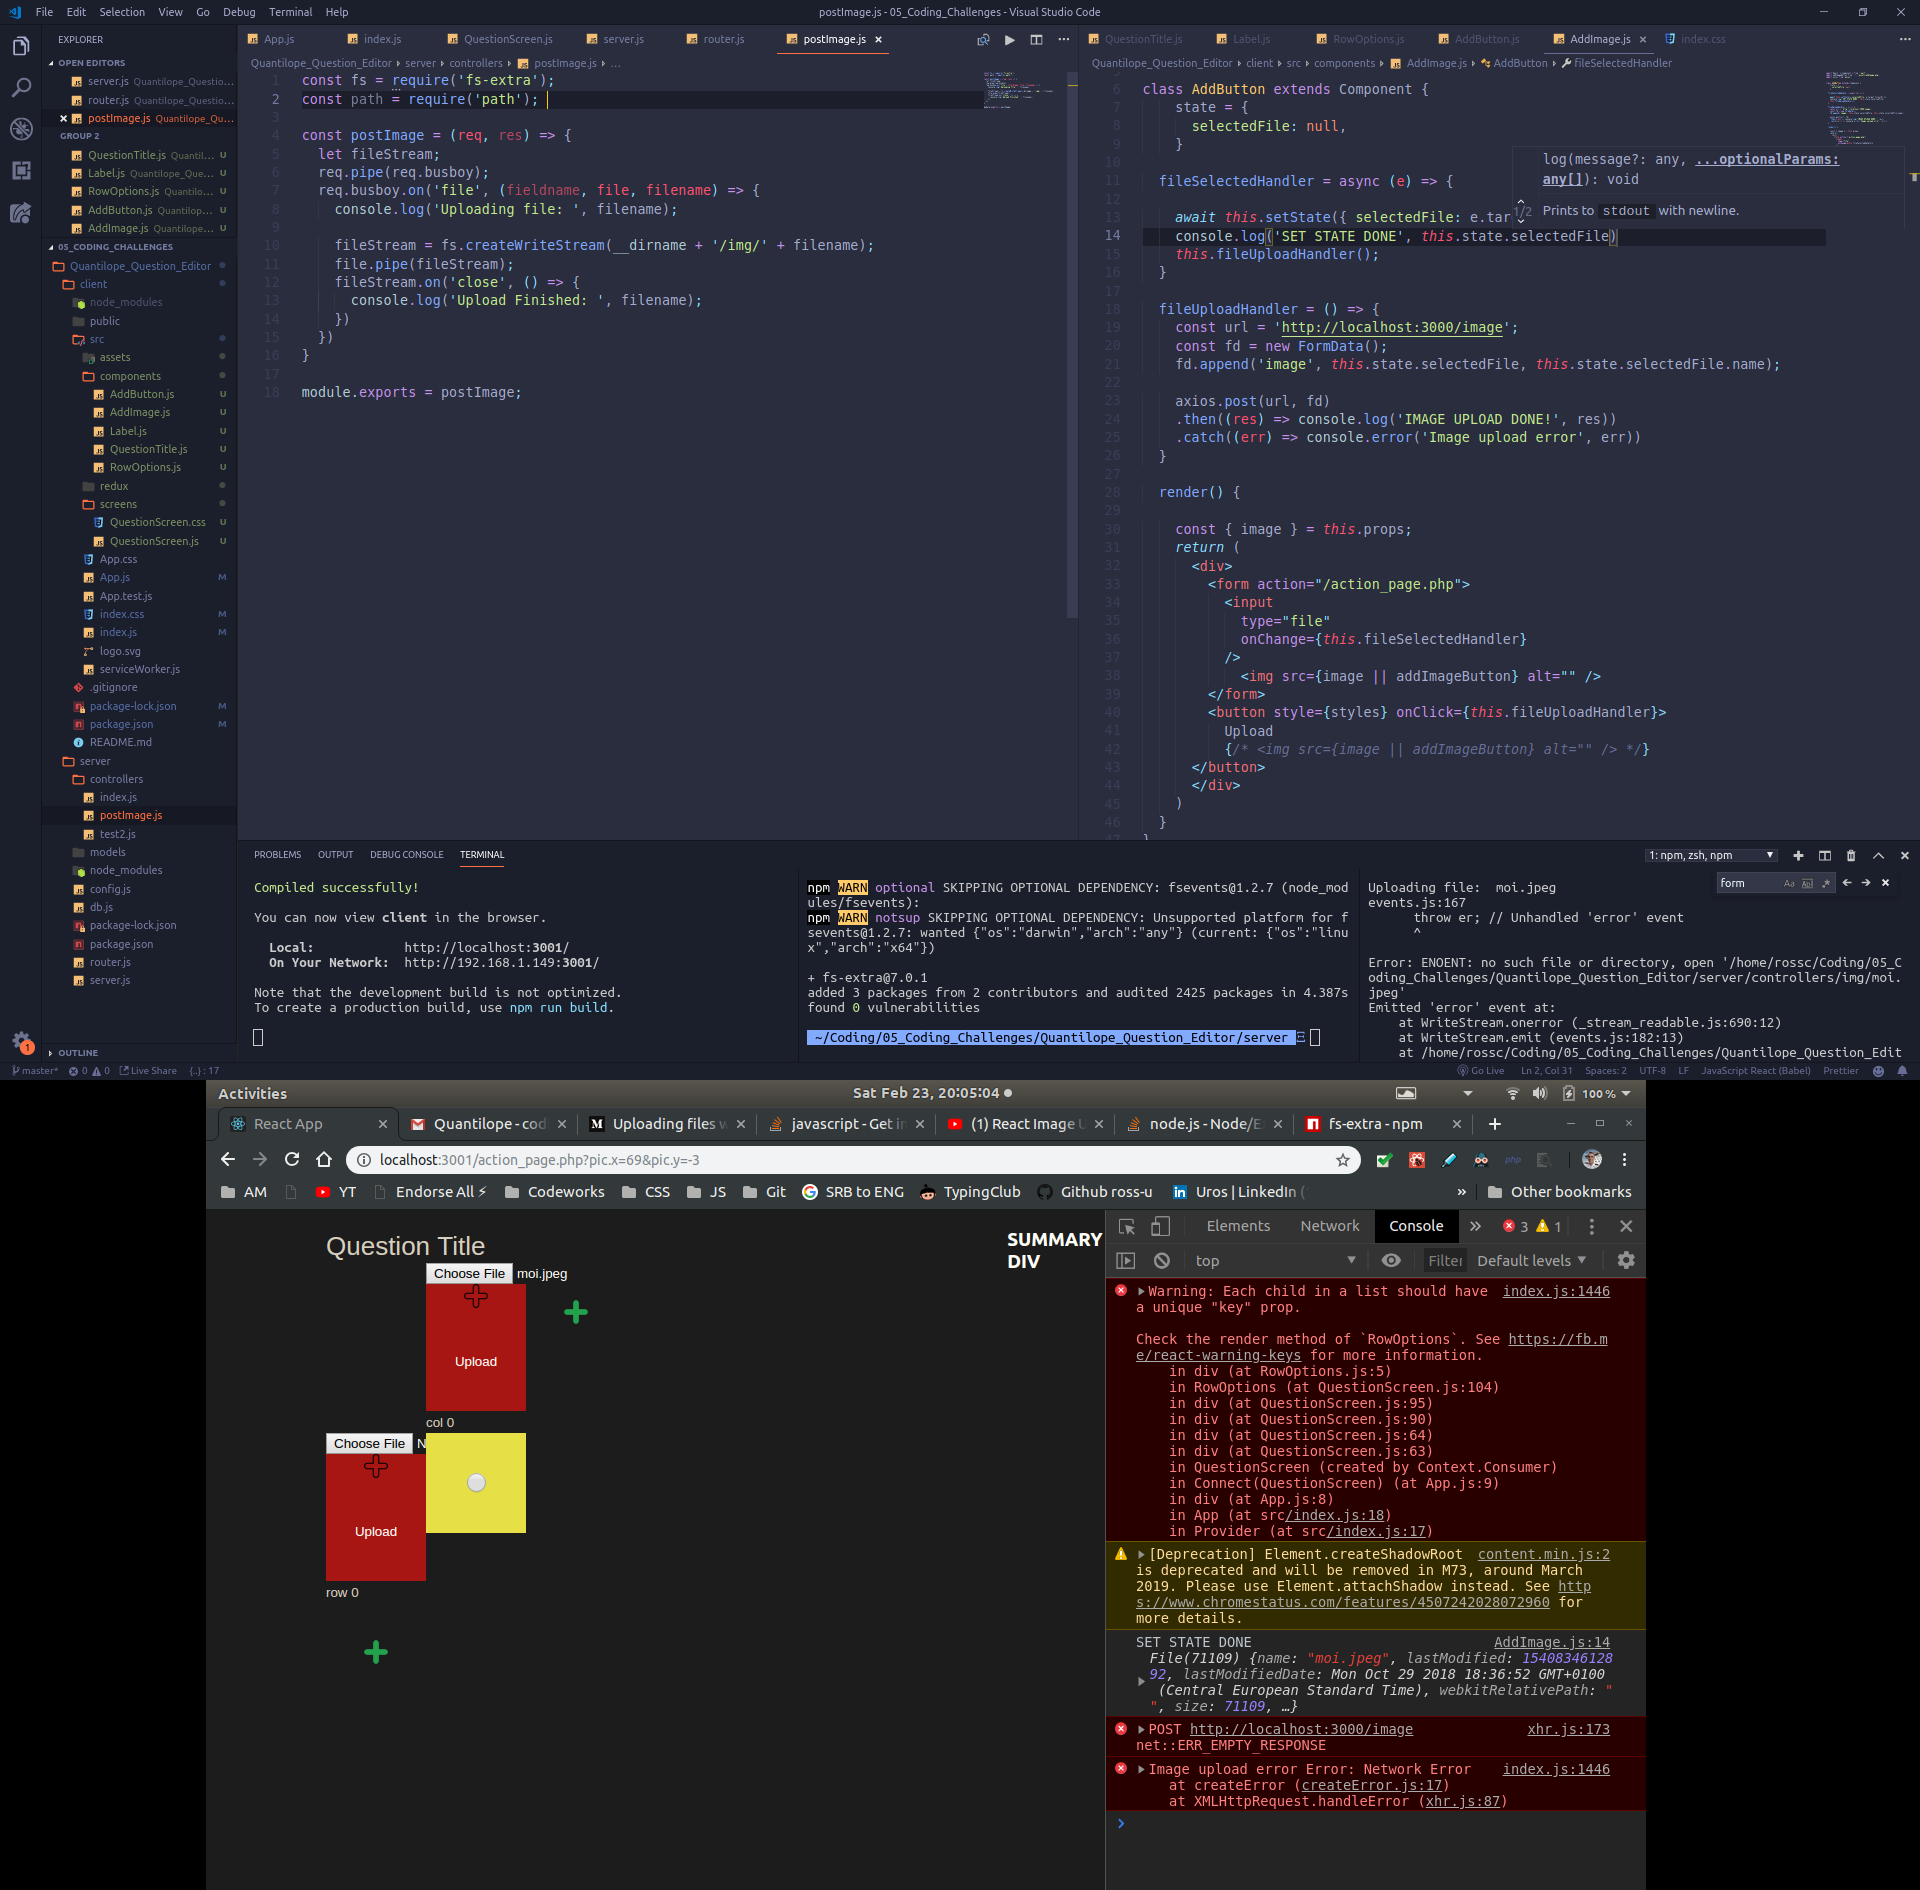 File Edit Selection View Go Debug Terminal Help
postImage.js - 05_Coding_Challenges - Visual Studio Code
EXPLORER
OPEN EDITORS
server.js Quantilope_Questio...
router.js Quantilope_Questio...
postImage.js Quantilope_Qu...
GROUP 2
QuestionTitle.js Quantil... U
Label.js Quantilope_Que... U
RowOptions.js Quantilo... U
AddButton.js Quantilop... U
AddImage.js Quantilop... U
05_CODING_CHALLENGES
Quantilope_Question_Editor
client
node_modules
public
src
assets
components
AddButton.js U
AddImage.js U
Label.js U
QuestionTitle.js U
RowOptions.js U
redux
screens
QuestionScreen.css U
QuestionScreen.js U
App.css
App.js M
App.test.js
index.css M
index.js M
logo.svg
serviceWorker.js
.gitignore
package-lock.json M
package.json M
README.md
server
controllers
index.js
postImage.js
test2.js
models
node_modules
config.js
db.js
package-lock.json
package.json
router.js
server.js
OUTLINE
App.js index.js QuestionScreen.js server.js router.js postImage.js
Quantilope_Question_Editor › server › controllers › postImage.js › ...
1 const fs = require('fs-extra');
2 const path = require('path');
3
4 const postImage = (req, res) => {
5 let fileStream;
6 req.pipe(req.busboy);
7 req.busboy.on('file', (fieldname, file, filename) => {
8 console.log('Uploading file: ', filename);
9
10 fileStream = fs.createWriteStream(__dirname + '/img/' + filename);
11 file.pipe(fileStream);
12 fileStream.on('close', () => {
13 console.log('Upload Finished: ', filename);
14 })
15 })
16 }
17
18 module.exports = postImage;
QuestionTitle.js Label.js RowOptions.js AddButton.js AddImage.js index.css
Quantilope_Question_Editor › client › src › components › AddImage.js › AddButton › fileSelectedHandler
6 class AddButton extends Component {
7 state = {
8 selectedFile: null,
9 }
10
11 fileSelectedHandler = async (e) => {
12
13 await this.setState({ selectedFile: e.tar
14 console.log('SET STATE DONE', this.state.selectedFile)
15 this.fileUploadHandler();
16 }
17
18 fileUploadHandler = () => {
19 const url = 'http://localhost:3000/image';
20 const fd = new FormData();
21 fd.append('image', this.state.selectedFile, this.state.selectedFile.name);
22
23 axios.post(url, fd)
24 .then((res) => console.log('IMAGE UPLOAD DONE!', res))
25 .catch((err) => console.error('Image upload error', err))
26 }
27
28 render() {
29
30 const { image } = this.props;
31 return (
32 <div>
33 <form action="/action_page.php">
34 <input
35 type="file"
36 onChange={this.fileSelectedHandler}
37 />
38 <img src={image || addImageButton} alt="" />
39 </form>
40 <button style={styles} onClick={this.fileUploadHandler}>
41 Upload
42 {/* <img src={image || addImageButton} alt="" /> */}
43 </button>
44 </div>
45 )
46 }
47 }
log(message?: any, ...optionalParams:
any[]): void
1/2 Prints to stdout with newline.
PROBLEMS OUTPUT DEBUG CONSOLE TERMINAL
1: npm, zsh, npm
form
Compiled successfully!
You can now view client in the browser.
Local: http://localhost:3001/
On Your Network: http://192.168.1.149:3001/
Note that the development build is not optimized.
To create a production build, use npm run build.
npm WARN optional SKIPPING OPTIONAL DEPENDENCY: fsevents@1.2.7 (node_mod
ules/fsevents):
npm WARN notsup SKIPPING OPTIONAL DEPENDENCY: Unsupported platform for f
sevents@1.2.7: wanted {"os":"darwin","arch":"any"} (current: {"os":"linu
x","arch":"x64"})
+ fs-extra@7.0.1
added 3 packages from 2 contributors and audited 2425 packages in 4.387s
found 0 vulnerabilities
~/Coding/05_Coding_Challenges/Quantilope_Question_Editor/server
Uploading file: moi.jpeg
events.js:167
throw er; // Unhandled 'error' event
^
Error: ENOENT: no such file or directory, open '/home/rossc/Coding/05_C
oding_Challenges/Quantilope_Question_Editor/server/controllers/img/moi.
jpeg'
Emitted 'error' event at:
at WriteStream.onerror (_stream_readable.js:690:12)
at WriteStream.emit (events.js:182:13)
at /home/rossc/Coding/05_Coding_Challenges/Quantilope_Question_Edit
1
master* 0 0 Live Share {..} : 17
Go Live Ln 2, Col 31 Spaces: 2 UTF-8 LF JavaScript React (Babel) Prettier
Activities
Sat Feb 23, 20:05:04
100 %
React App
Quantilope - cod
Uploading files w
javascript - Get in
(1) React Image U
node.js - Node/E
fs-extra - npm
localhost:3001/action_page.php?pic.x=69&pic.y=-3
php
AM YT Endorse All ⚡ Codeworks CSS JS Git SRB to ENG TypingClub Github ross-u Uros | LinkedIn ( » Other bookmarks
Question Title
SUMMARY
DIV
Choose File moi.jpeg
Upload
col 0
Choose File N
Upload
row 0
Elements Network Console » 3 1
top Filter Default levels
Warning: Each child in a list should have index.js:1446
a unique "key" prop.
Check the render method of `RowOptions`. See https://fb.m
e/react-warning-keys for more information.
in div (at RowOptions.js:5)
in RowOptions (at QuestionScreen.js:104)
in div (at QuestionScreen.js:95)
in div (at QuestionScreen.js:90)
in div (at QuestionScreen.js:64)
in div (at QuestionScreen.js:63)
in QuestionScreen (created by Context.Consumer)
in Connect(QuestionScreen) (at App.js:9)
in div (at App.js:8)
in App (at src/index.js:18)
in Provider (at src/index.js:17)
[Deprecation] Element.createShadowRoot content.min.js:2
is deprecated and will be removed in M73, around March
2019. Please use Element.attachShadow instead. See http
s://www.chromestatus.com/features/4507242028072960 for
more details.
SET STATE DONE AddImage.js:14
File(71109) {name: "moi.jpeg", lastModified: 15408346128
92, lastModifiedDate: Mon Oct 29 2018 18:36:52 GMT+0100
(Central European Standard Time), webkitRelativePath: "
", size: 71109, …}
POST http://localhost:3000/image xhr.js:173
net::ERR_EMPTY_RESPONSE
Image upload error Error: Network Error index.js:1446
at createError (createError.js:17)
at XMLHttpRequest.handleError (xhr.js:87)